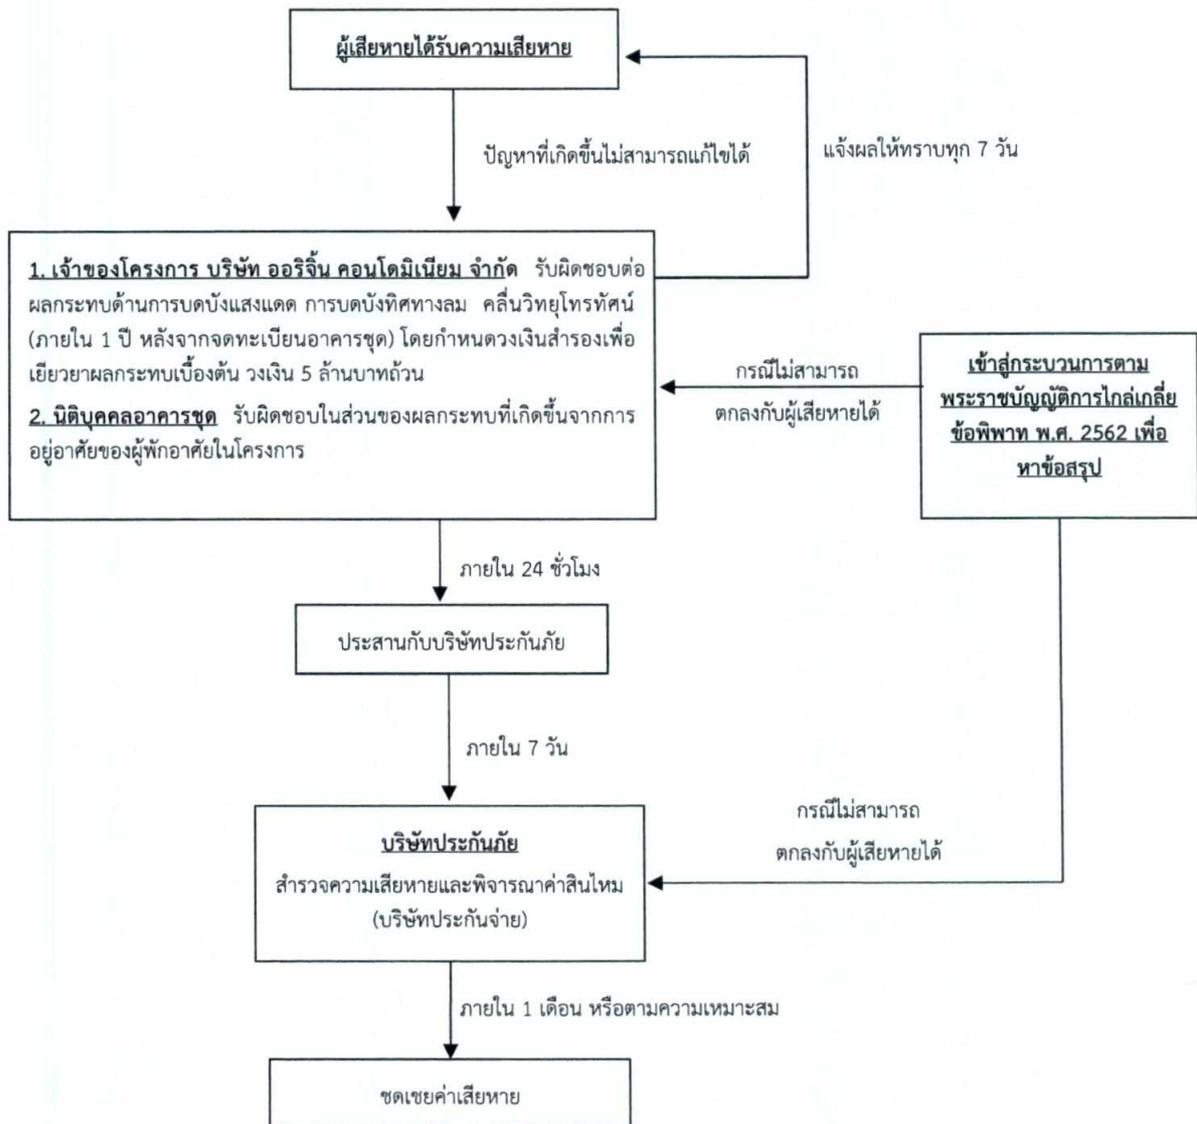 ผู้เสียหายได้รับความเสียหาย
ปัญหาที่เกิดขึ้นไม่สามารถแก้ไขได้
แจ้งผลให้ทราบทุก 7 วัน
1. เจ้าของโครงการ บริษัท ออริจิ้น คอนโดมิเนียม จำกัด รับผิดชอบต่อ
ผลกระทบด้านการบดบังแสงแดด การบดบังทิศทางลม คลื่นวิทยุโทรทัศน์
(ภายใน 1 ปี หลังจากจดทะเบียนอาคารชุด) โดยกำหนดวงเงินสำรองเพื่อ
เยียวยาผลกระทบเบื้องต้น วงเงิน 5 ล้านบาทถ้วน
2. นิติบุคคลอาคารชุด รับผิดชอบในส่วนของผลกระทบที่เกิดขึ้นจากการ
อยู่อาศัยของผู้พักอาศัยในโครงการ
กรณีไม่สามารถ
ตกลงกับผู้เสียหายได้
เข้าสู่กระบวนการตาม
พระราชบัญญัติการไกล่เกลี่ย
ข้อพิพาท พ.ศ. 2562 เพื่อ
หาข้อสรุป
ภายใน 24 ชั่วโมง
ประสานกับบริษัทประกันภัย
ภายใน 7 วัน
บริษัทประกันภัย
สำรวจความเสียหายและพิจารณาค่าสินไหม
(บริษัทประกันจ่าย)
กรณีไม่สามารถ
ตกลงกับผู้เสียหายได้
ภายใน 1 เดือน หรือตามความเหมาะสม
ชดเชยค่าเสียหาย